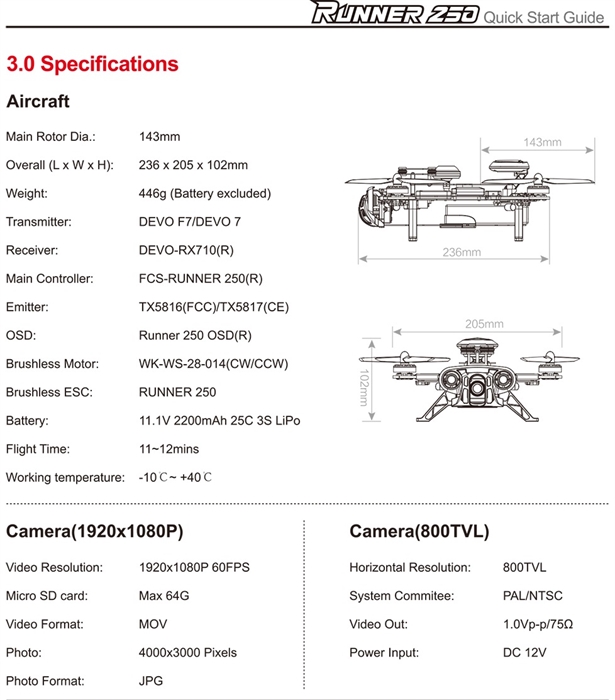 RUNNER 250 Quick Start Guide
3.0 Specifications
Aircraft
Main Rotor Dia.: 143mm
Overall (L x W x H): 236 x 205 x 102mm
Weight: 446g (Battery excluded)
Transmitter: DEVO F7/DEVO 7
Receiver: DEVO-RX710(R)
Main Controller: FCS-RUNNER 250(R)
Emitter: TX5816(FCC)/TX5817(CE)
OSD: Runner 250 OSD(R)
Brushless Motor: WK-WS-28-014(CW/CCW)
Brushless ESC: RUNNER 250
Battery: 11.1V 2200mAh 25C 3S LiPo
Flight Time: 11~12mins
Working temperature: -10℃~ +40℃
143mm
236mm
205mm
102mm
Camera(1920x1080P)
Video Resolution: 1920x1080P 60FPS
Micro SD card: Max 64G
Video Format: MOV
Photo: 4000x3000 Pixels
Photo Format: JPG
Camera(800TVL)
Horizontal Resolution: 800TVL
System Commitee: PAL/NTSC
Video Out: 1.0Vp-p/75Ω
Power Input: DC 12V